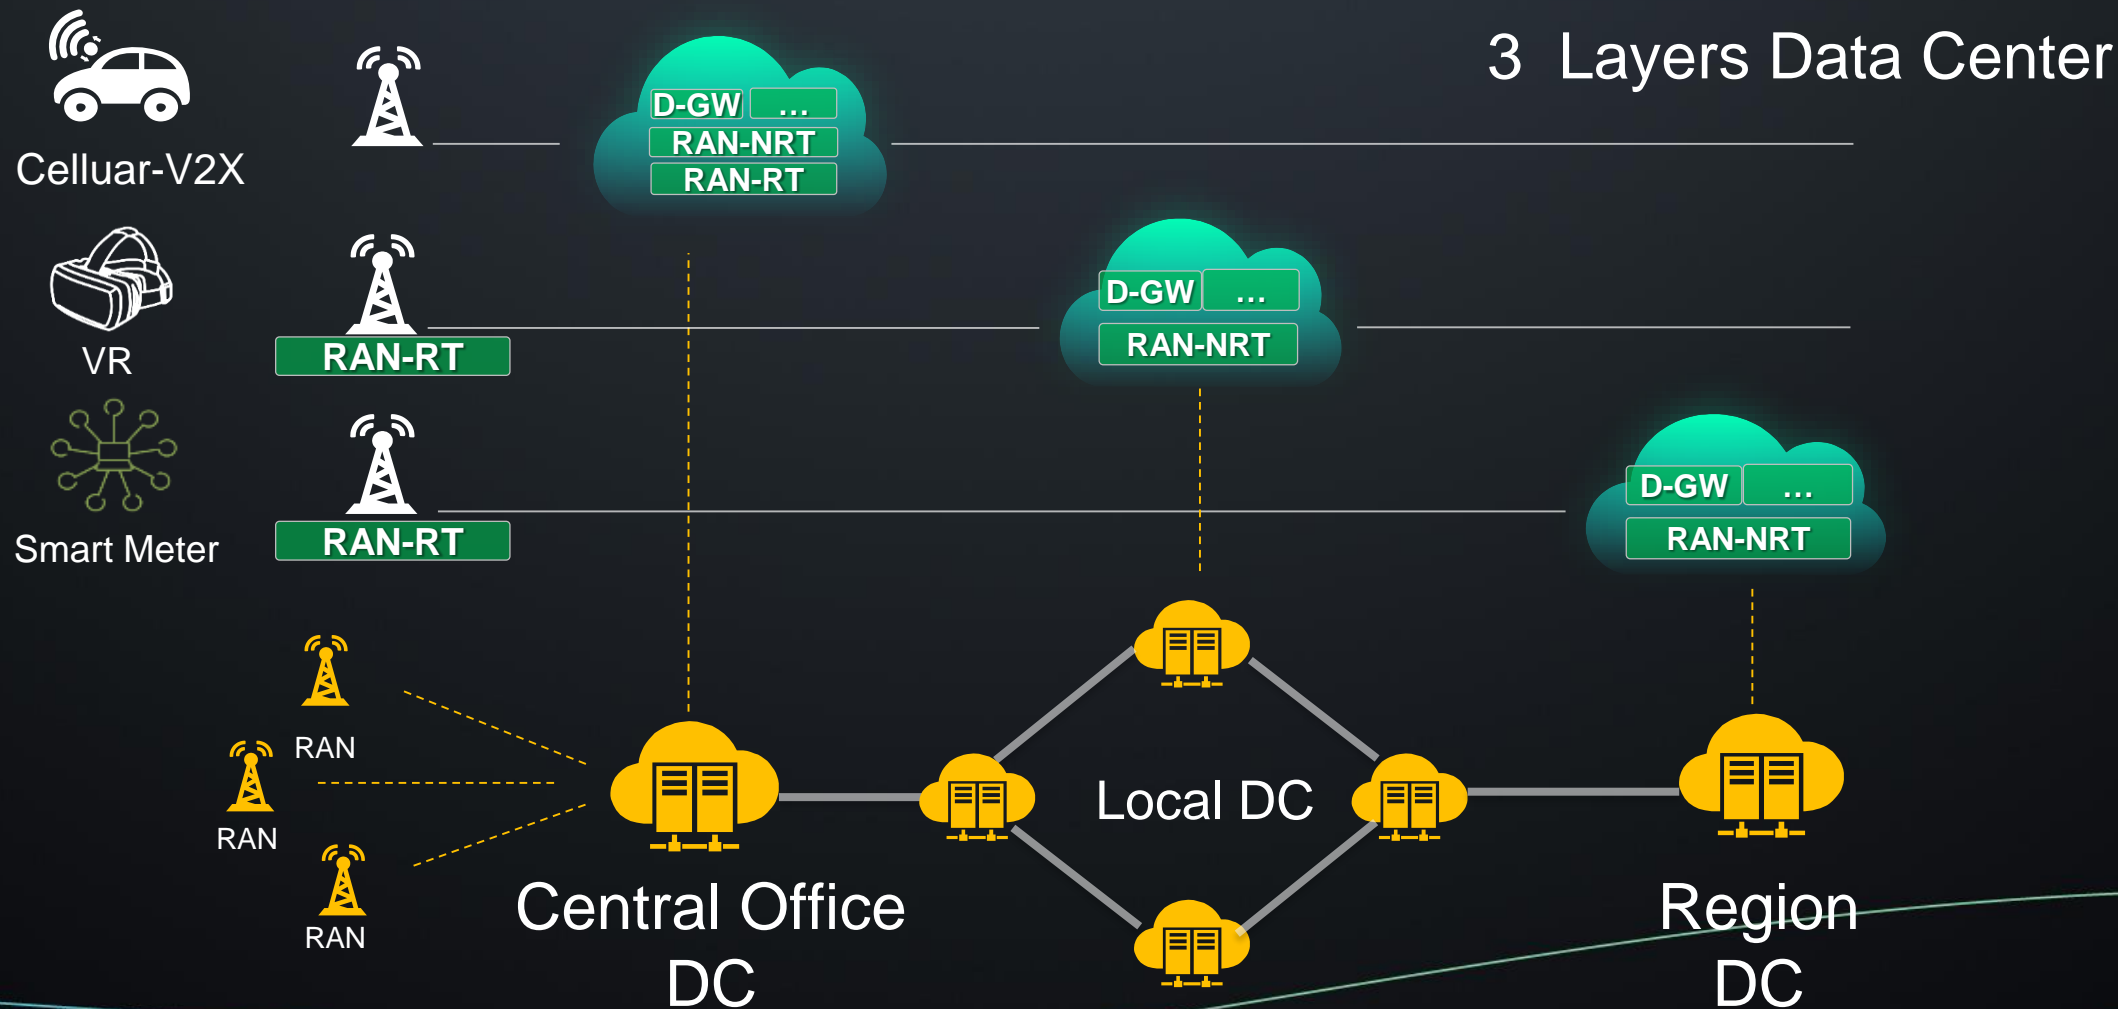 3 Layers Data Center
D-GW ...
RAN-NRT
RAN-RT
Celluar-V2X
D-GW ...
RAN-NRT
RAN-RT
VR
D-GW ...
RAN-NRT
RAN-RT
Smart Meter
RAN
RAN
RAN
Local DC
Central Office
DC
Region
DC